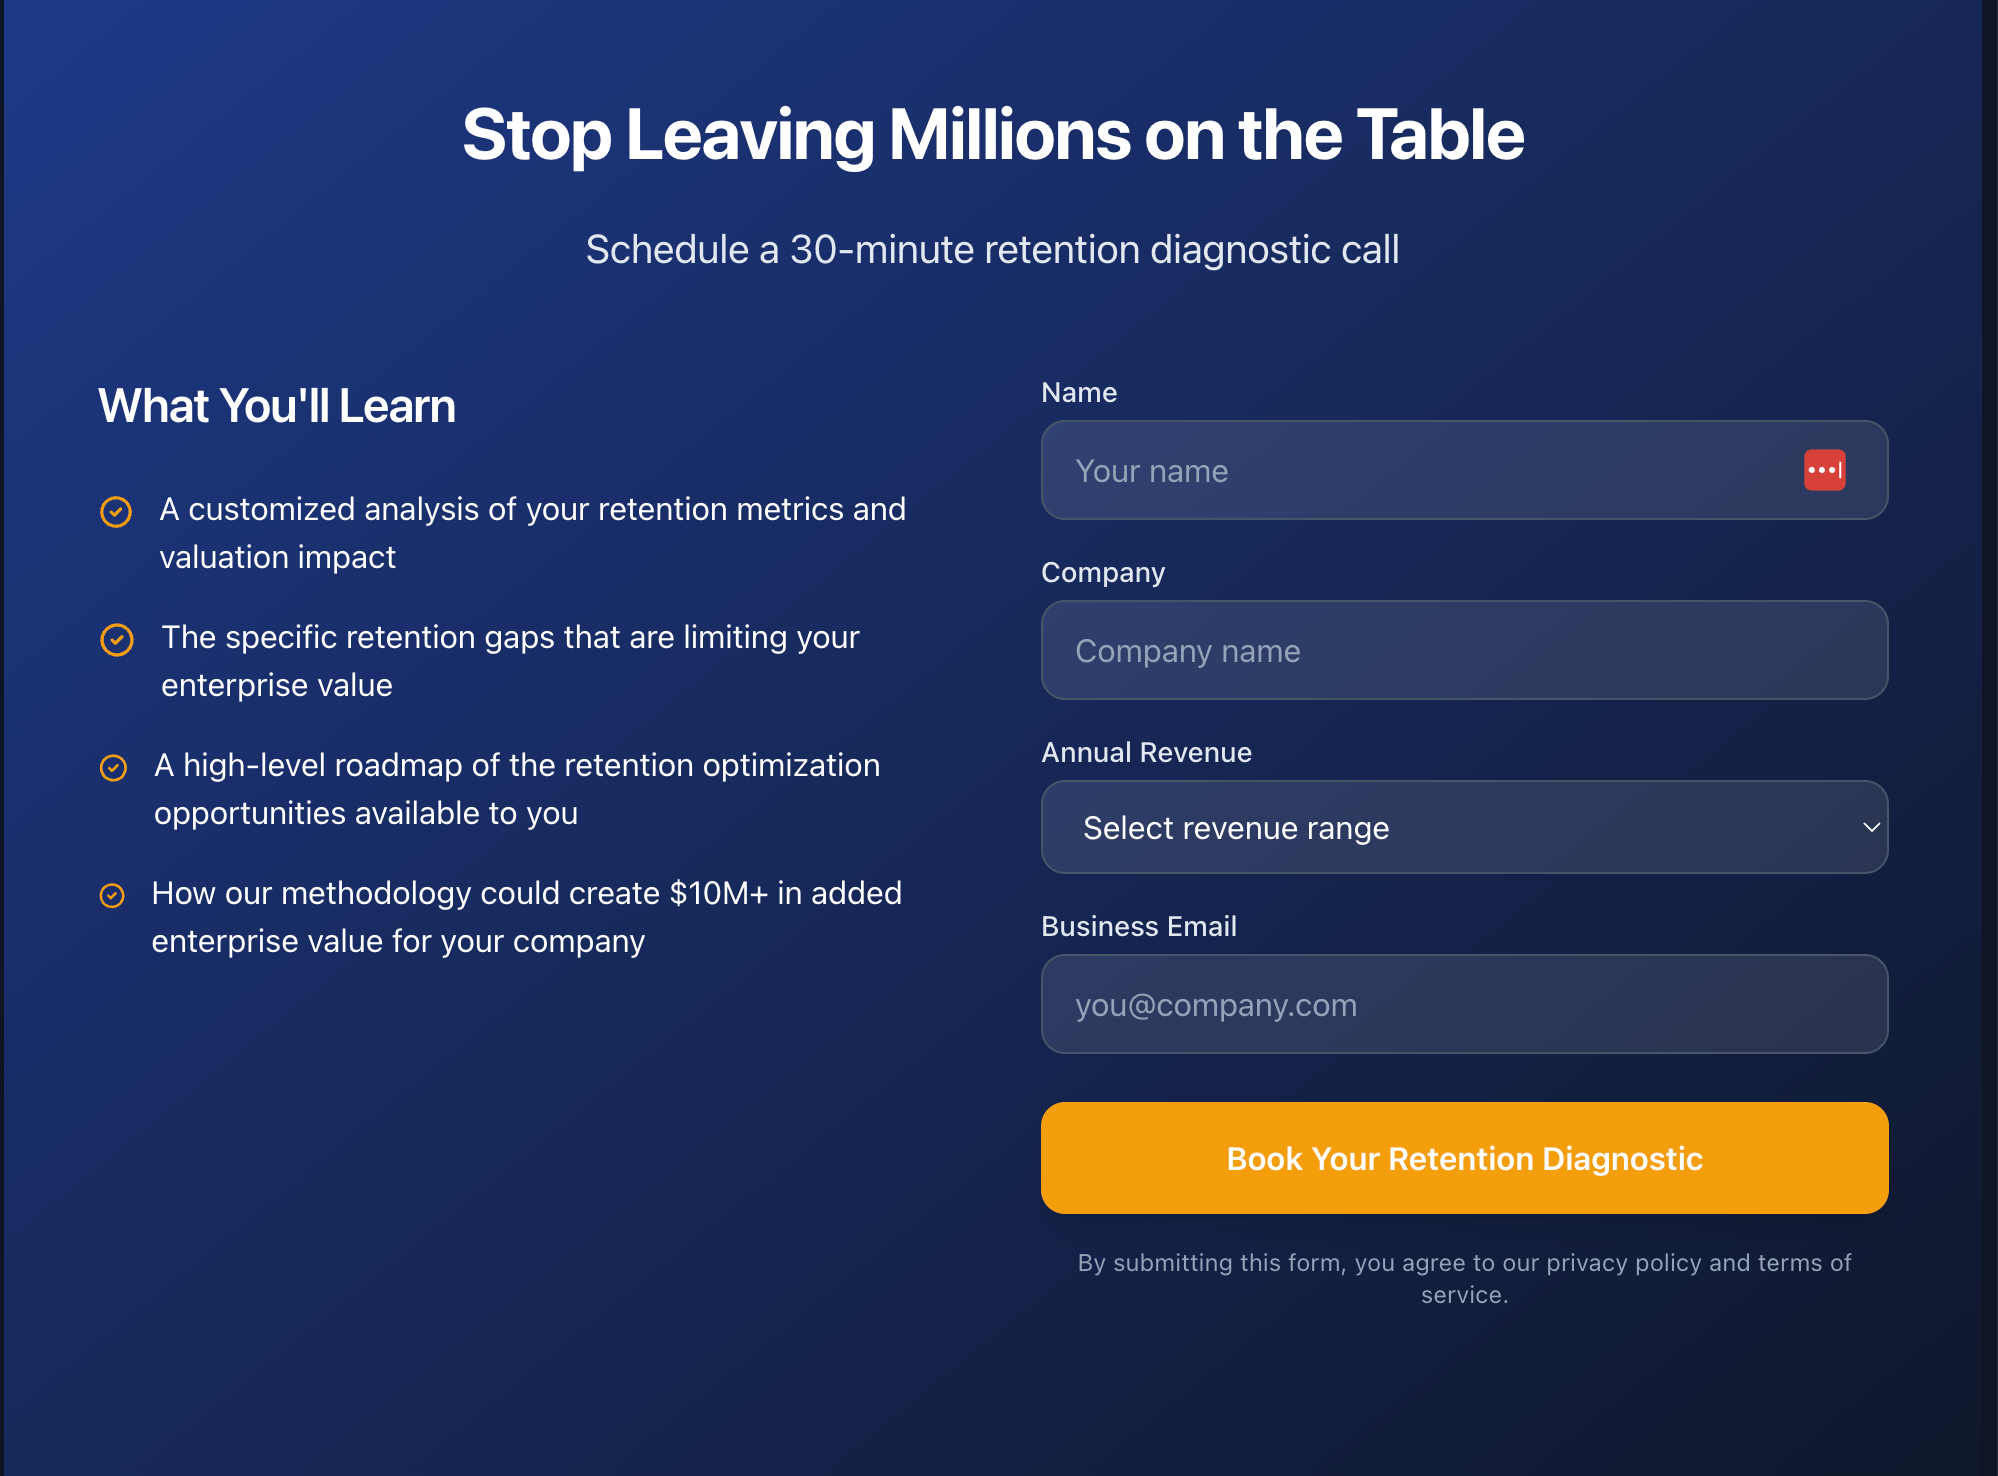 Stop Leaving Millions on the Table
Schedule a 30-minute retention diagnostic call
What You'll Learn
A customized analysis of your retention metrics and
valuation impact
The specific retention gaps that are limiting your
enterprise value
A high-level roadmap of the retention optimization
opportunities available to you
How our methodology could create $10M+ in added
enterprise value for your company
Name
Your name
Company
Company name
Annual Revenue
Select revenue range
Business Email
you@company.com
Book Your Retention Diagnostic
By submitting this form, you agree to our privacy policy and terms of
service.